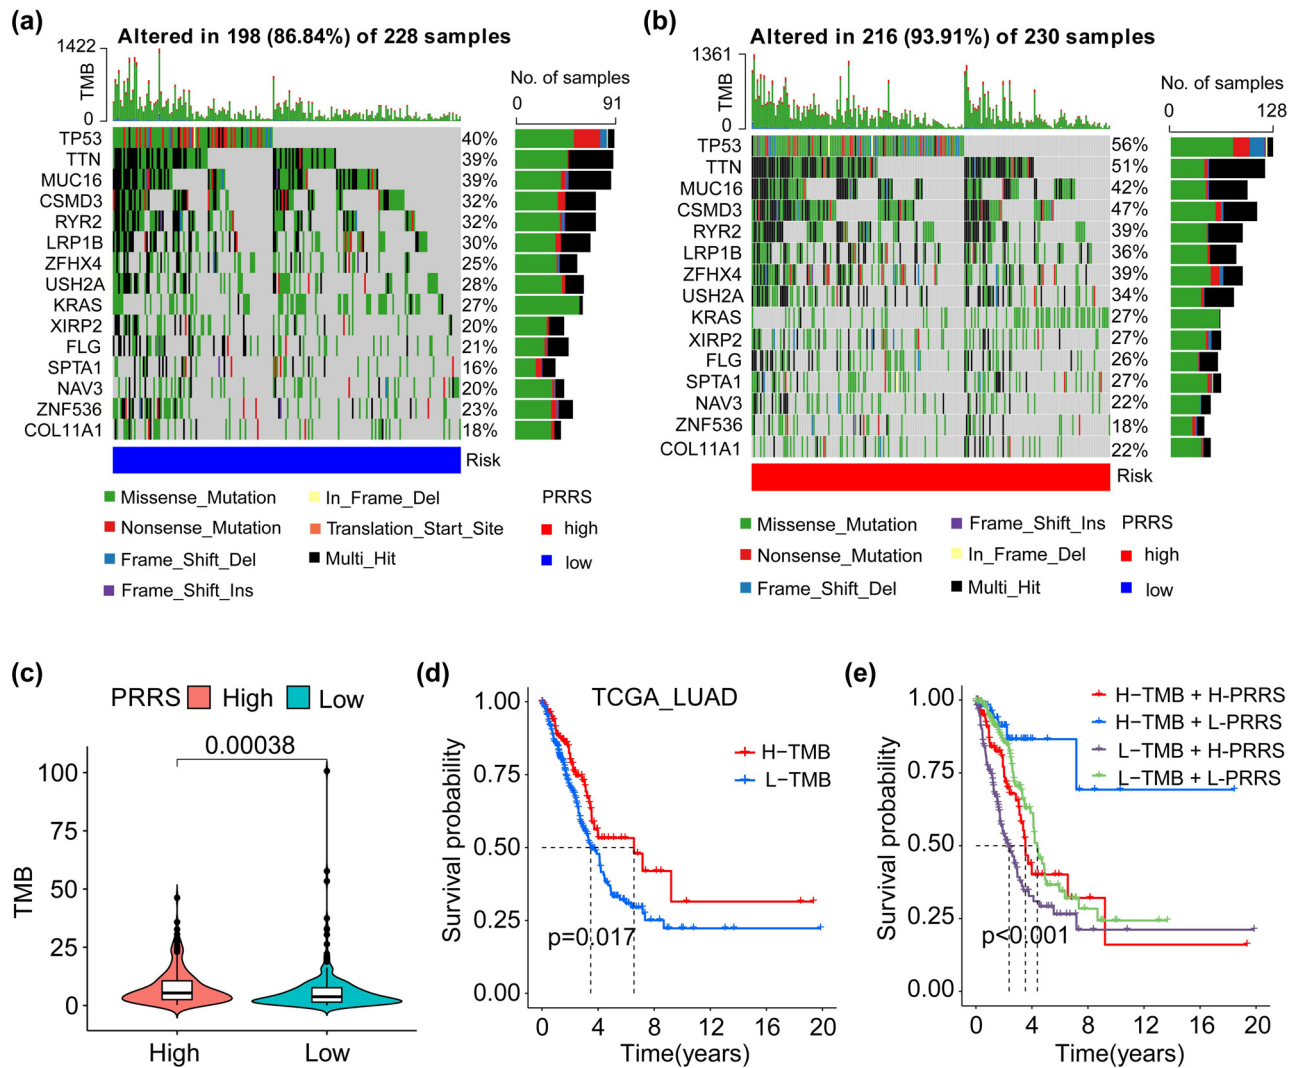 (a)
Altered in 198 (86.84%) of 228 samples
1422
TMB
0
No. of samples
0 91
TP53 40%
TTN 39%
MUC16 39%
CSMD3 32%
RYR2 32%
LRP1B 30%
ZFHX4 25%
USH2A 28%
KRAS 27%
XIRP2 20%
FLG 21%
SPTA1 16%
NAV3 20%
ZNF536 23%
COL11A1 18%
Risk
Missense_Mutation In_Frame_Del PRRS
Nonsense_Mutation Translation_Start_Site high
Frame_Shift_Del Multi_Hit low
Frame_Shift_Ins
(b)
Altered in 216 (93.91%) of 230 samples
1361
TMB
0
No. of samples
0 128
TP53 56%
TTN 51%
MUC16 42%
CSMD3 47%
RYR2 39%
LRP1B 36%
ZFHX4 39%
USH2A 34%
KRAS 27%
XIRP2 27%
FLG 26%
SPTA1 27%
NAV3 22%
ZNF536 18%
COL11A1 22%
Risk
Missense_Mutation Frame_Shift_Ins PRRS
Nonsense_Mutation In_Frame_Del high
Frame_Shift_Del Multi_Hit low
(c)
PRRS High Low
0.00038
100
75
50
25
0
TMB
High Low
(d)
TCGA_LUAD
H−TMB
L−TMB
1.00
0.75
0.50
0.25
0.00
Survival probability
p=0.017
0 4 8 12 16 20
Time(years)
(e)
H−TMB + H-PRRS
H−TMB + L-PRRS
L−TMB + H-PRRS
L−TMB + L-PRRS
1.00
0.75
0.50
0.25
0.00
Survival probability
p<0.001
0 4 8 12 16 20
Time(years)